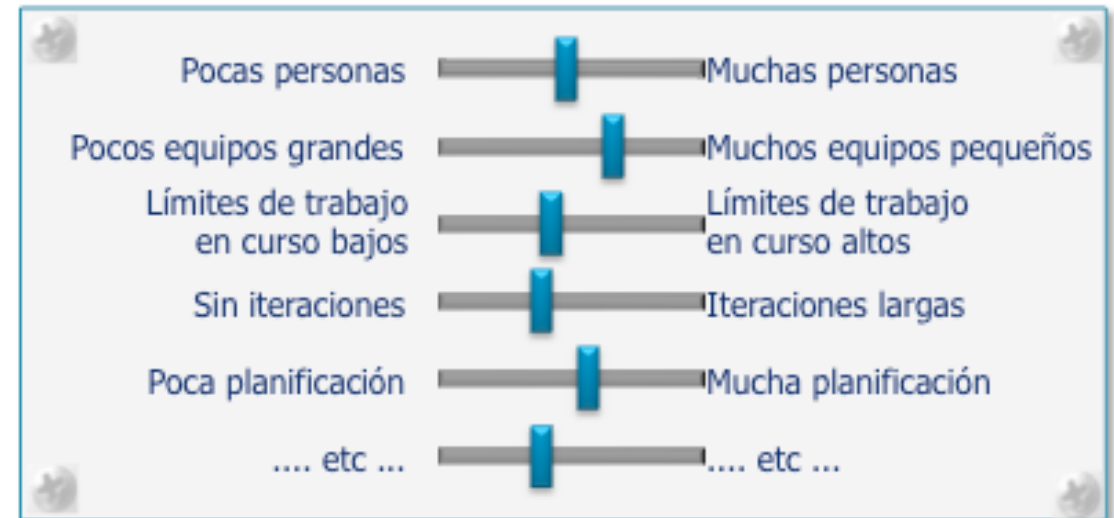 Pocas personas Muchas personas
Pocos equipos grandes Muchos equipos pequeños
Límites de trabajo Límites de trabajo
en curso bajos en curso altos
Sin iteraciones Iteraciones largas
Poca planificación Mucha planificación
.... etc ... .... etc ...